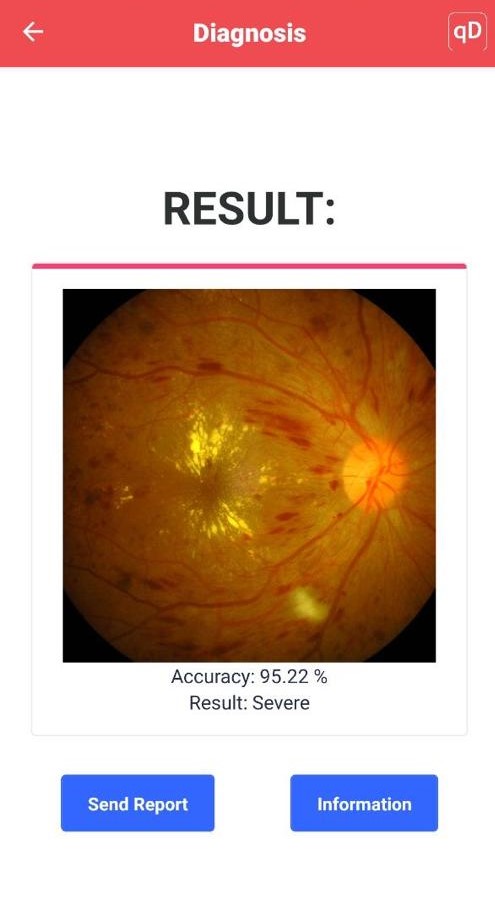 Diagnosis
qD
RESULT:
Accuracy: 95.22 %
Result: Severe
Send Report
Information